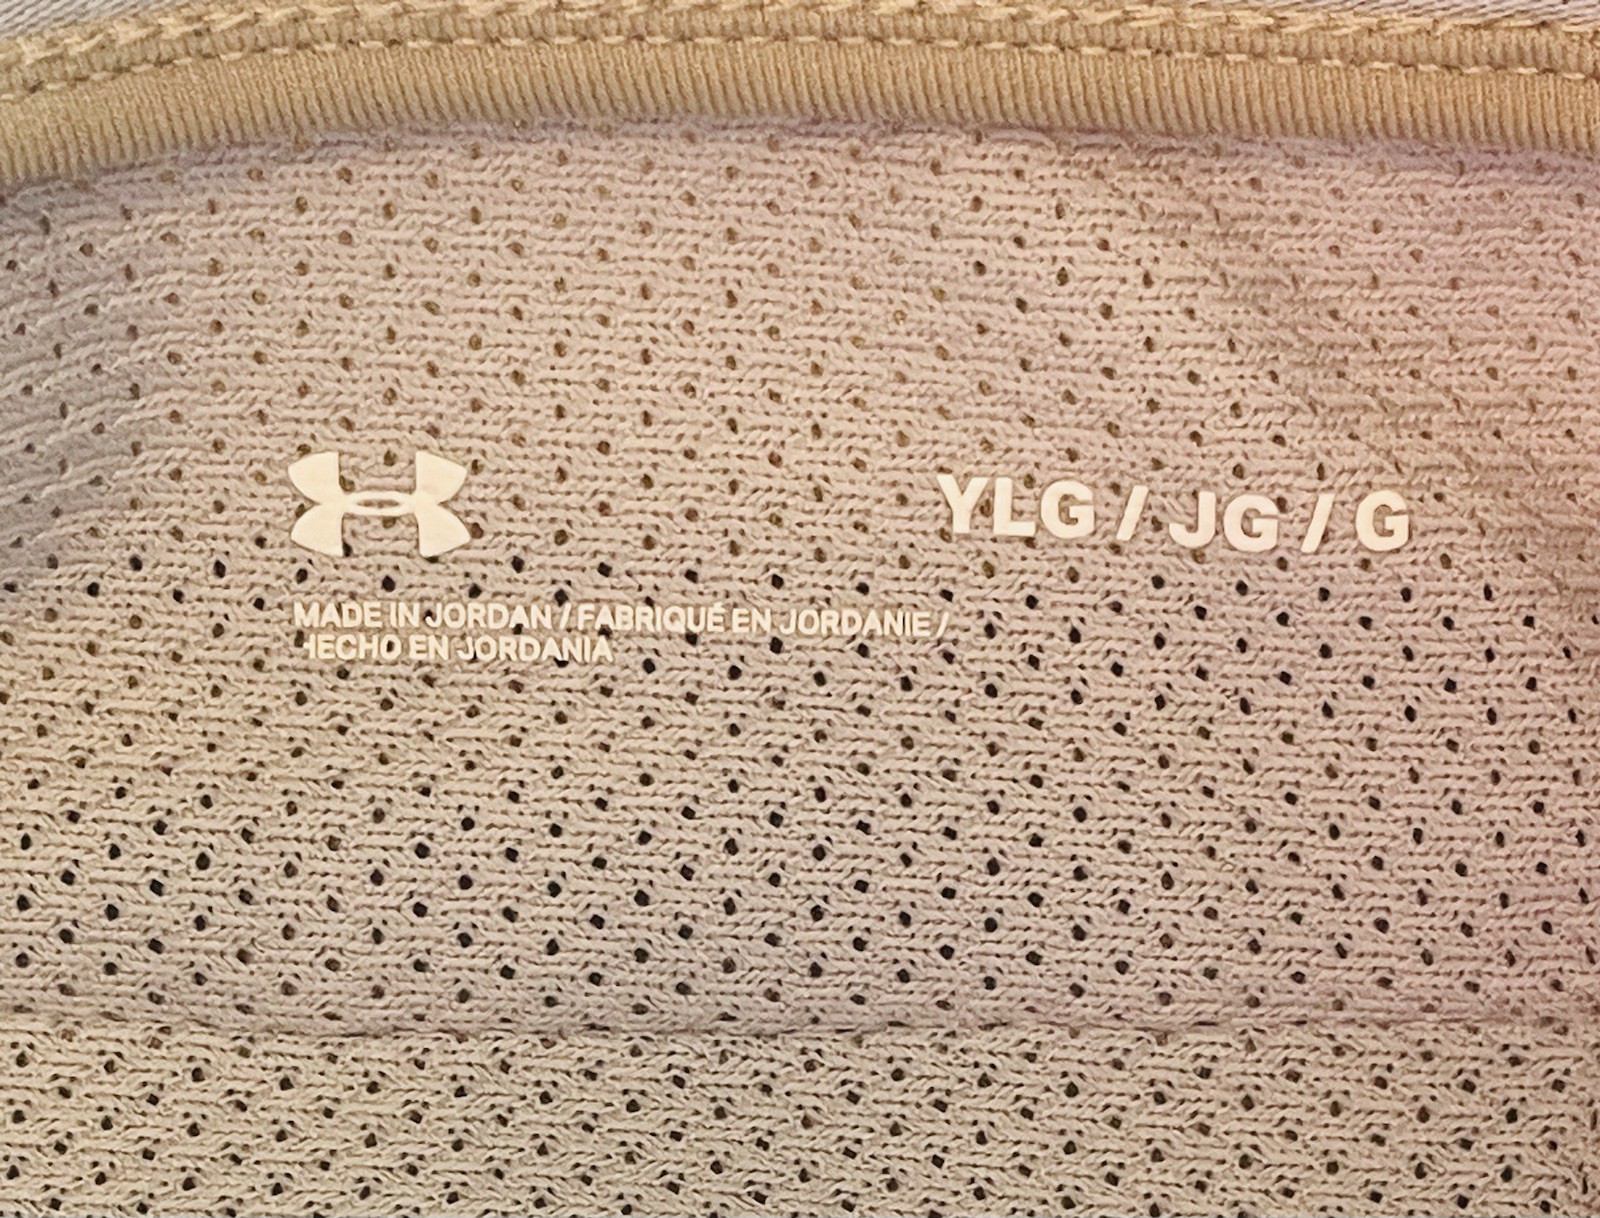 YLG / JG / G
MADE IN JORDAN / FABRIQUÉ EN JORDANIE /
HECHO EN JORDANIA